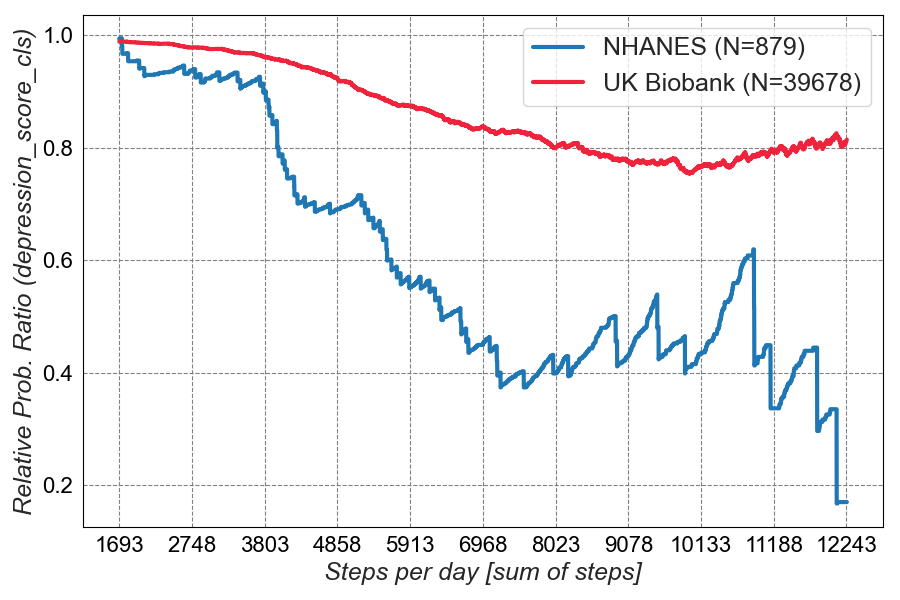 NHANES (N=879)
UK Biobank (N=39678)
Relative Prob. Ratio (depression_score_cls)
1.0
0.8
0.6
0.4
0.2
1693 2748 3803 4858 5913 6968 8023 9078 10133 11188 12243
Steps per day [sum of steps]